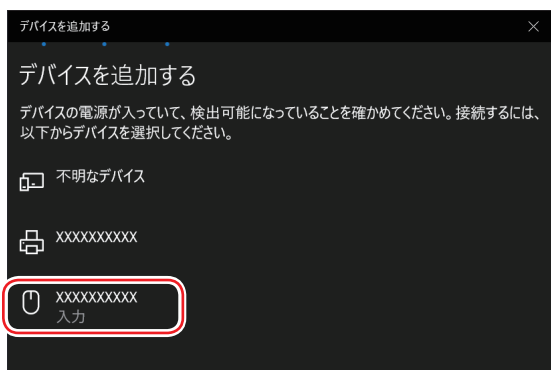 デバイスを追加する
デバイスを追加する
デバイスの電源が入っていて、検出可能になっていることを確かめてください。接続するには、
以下からデバイスを選択してください。
不明なデバイス
XXXXXXXXXX
XXXXXXXXXX
入力